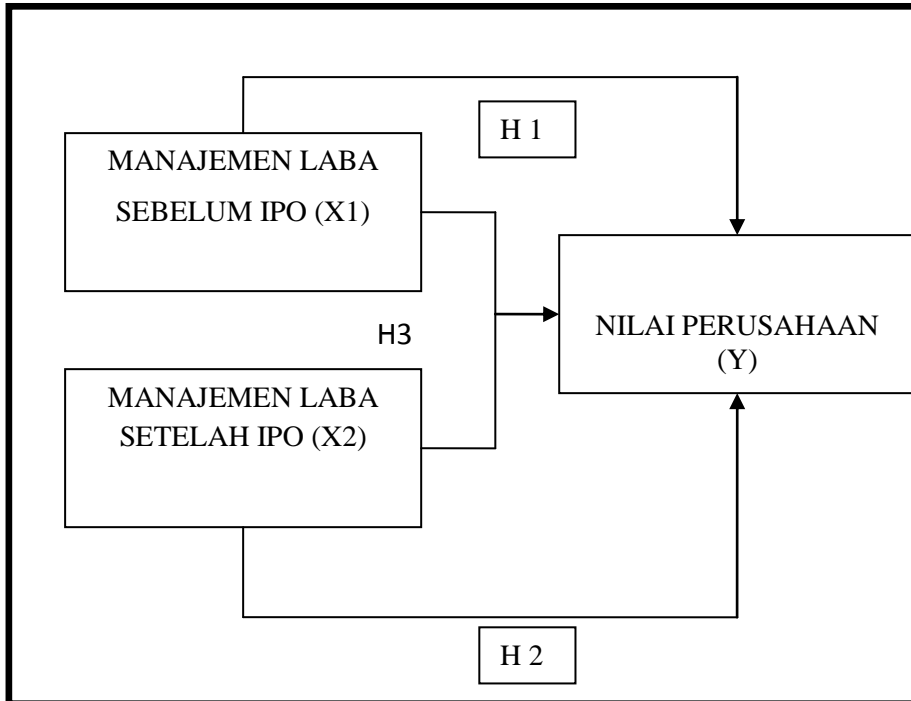 H 1
MANAJEMEN LABA
SEBELUM IPO (X1)
NILAI PERUSAHAAN
(Y)
H3
MANAJEMEN LABA
SETELAH IPO (X2)
H 2